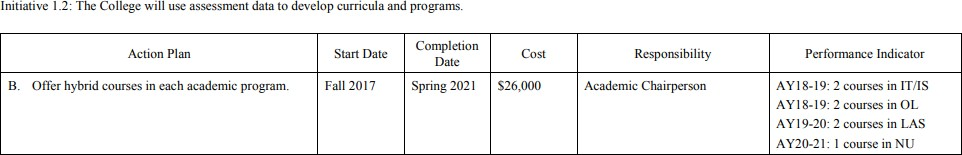 Initiative 1.2: The College will use assessment data to develop curricula and programs.
Action Plan
Start Date
Completion
Date
Cost
Responsibility
Performance Indicator
B. Offer hybrid courses in each academic program.
Fall 2017
Spring 2021
$26,000
Academic Chairperson
AY18-19: 2 courses in IT/IS
AY18-19: 2 courses in OL
AY19-20: 2 courses in LAS
AY20-21: 1 course in NU